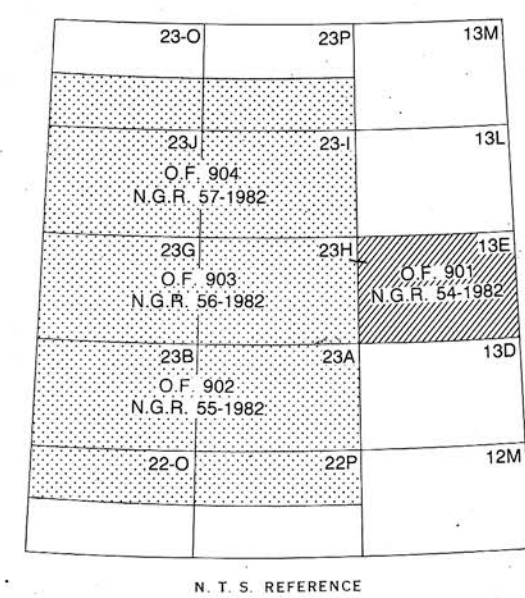 23-O 23P 13M
23J 23-I 13L
O.F. 904
N.G.R. 57-1982
23G 23H 13E
O.F. 903
N.G.R. 56-1982
O.F. 901
N.G.R. 54-1982
23B 23A 13D
O.F. 902
N.G.R. 55-1982
22-O 22P 12M
N. T. S. REFERENCE